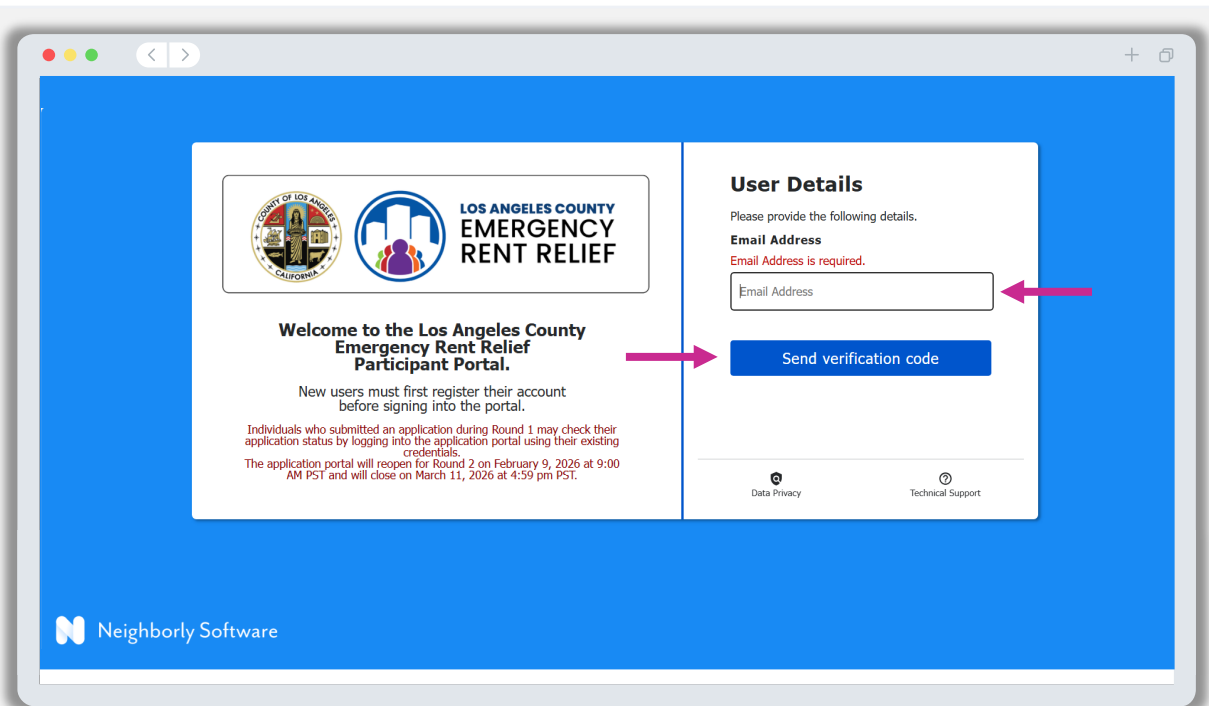 COUNTY OF LOS ANGELES
CALIFORNIA
LOS ANGELES COUNTY
EMERGENCY
RENT RELIEF
Welcome to the Los Angeles County
Emergency Rent Relief
Participant Portal.
New users must first register their account
before signing into the portal.
Individuals who submitted an application during Round 1 may check their
application status by logging into the application portal using their existing
credentials.
The application portal will reopen for Round 2 on February 9, 2026 at 9:00
AM PST and will close on March 11, 2026 at 4:59 pm PST.
User Details
Please provide the following details.
Email Address
Email Address is required.
Email Address
Send verification code
Data Privacy
Technical Support
Neighborly Software